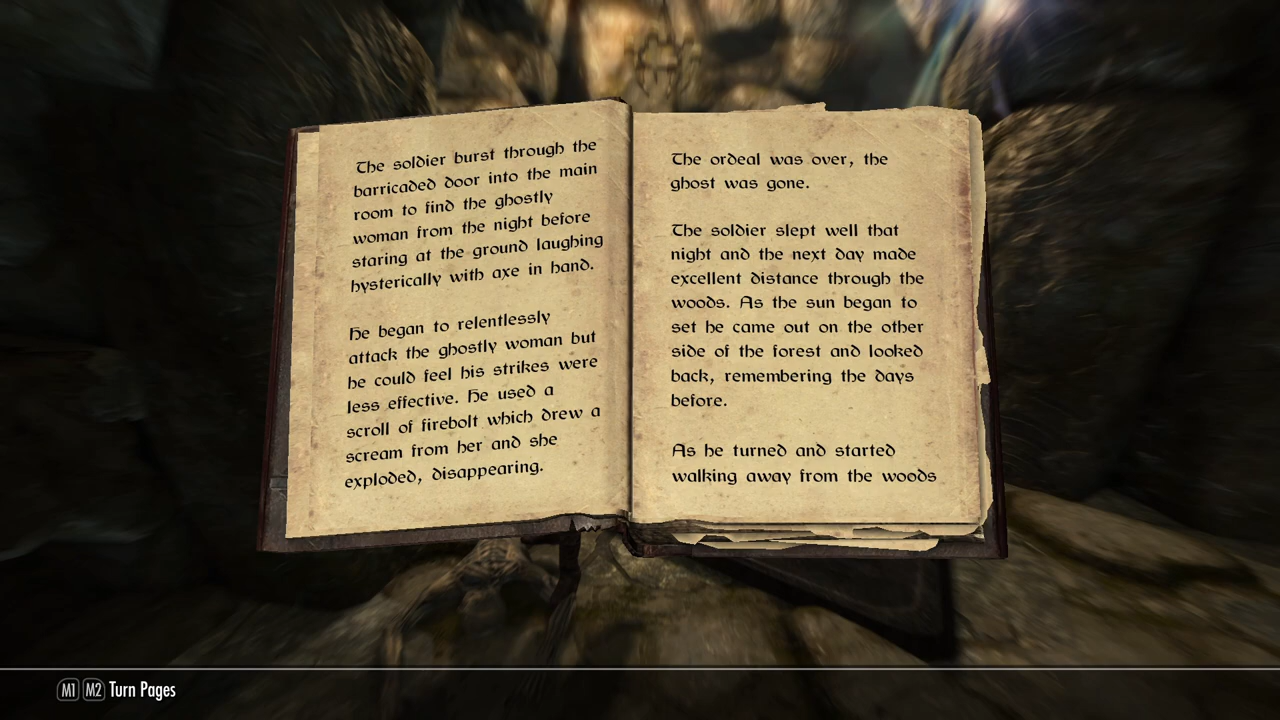 The soldier burst through the
barricaded door into the main
room to find the ghostly
woman from the night before
staring at the ground laughing
hysterically with axe in hand.
He began to relentlessly
attack the ghostly woman but
he could feel his strikes were
less effective. He used a
scroll of firebolt which drew a
scream from her and she
exploded, disappearing.
The ordeal was over, the
ghost was gone.
The soldier slept well that
night and the next day made
excellent distance through the
woods. As the sun began to
set he came out on the other
side of the forest and looked
back, remembering the days
before.
As he turned and started
walking away from the woods
M1 M2 Turn Pages